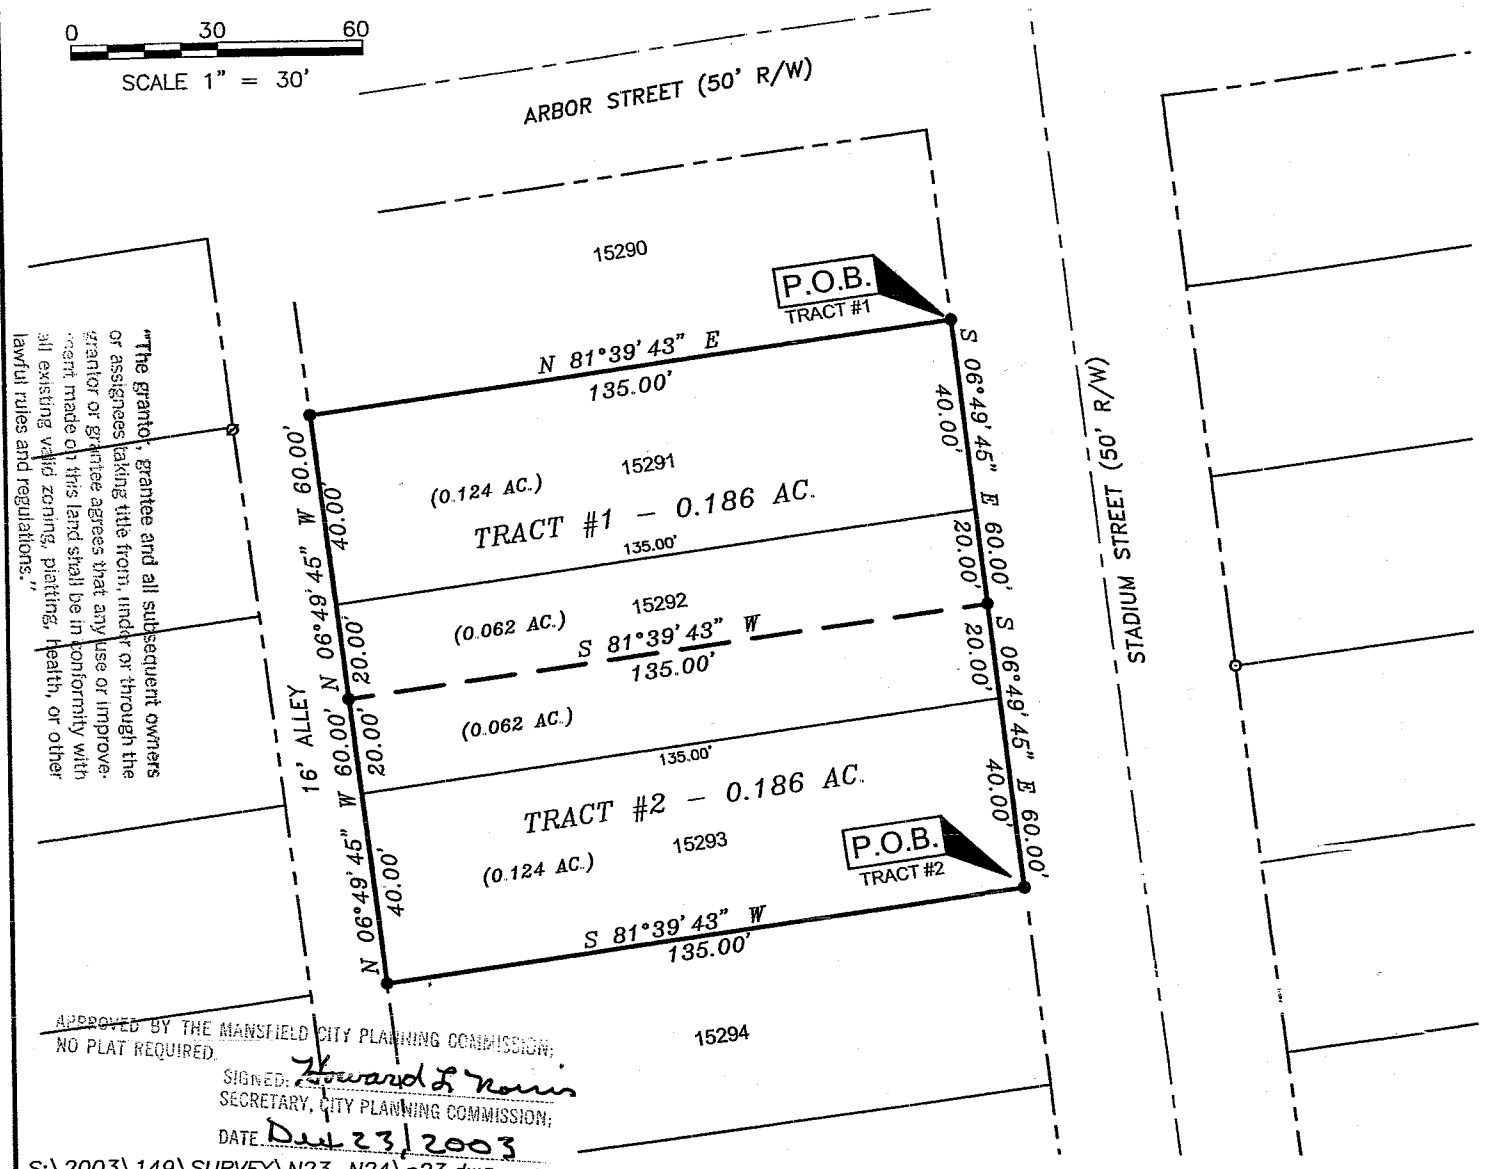 0 30 60
SCALE 1" = 30'
ARBOR STREET (50' R/W)
15290
P.O.B.
TRACT #1
N 81°39'43" E
135.00'
S 06°49'45" E 60.00'
40.00'
20.00'
N 06°49'45" W 60.00'
40.00'
20.00'
15291
(0.124 AC.)
TRACT #1 - 0.186 AC.
135.00'
15292
(0.062 AC.)
S 81°39'43" W
135.00'
(0.062 AC.)
135.00'
TRACT #2 - 0.186 AC.
15293
(0.124 AC.)
P.O.B.
TRACT #2
S 06°49'45" E 60.00'
20.00'
40.00'
N 06°49'45" W 60.00'
20.00'
40.00'
S 81°39'43" W
135.00'
15294
16' ALLEY
STADIUM STREET (50' R/W)
"The grantor, grantee and all subsequent owners
or assignees taking title from, under or through the
grantor or grantee agrees that any use or improve-
ment made on this land shall be in conformity with
all existing valid zoning, platting, health, or other
lawful rules and regulations."
APPROVED BY THE MANSFIELD CITY PLANNING COMMISSION;
NO PLAT REQUIRED.
SIGNED: Howard L Norris
SECRETARY, CITY PLANNING COMMISSION;
DATE Dec 23, 2003